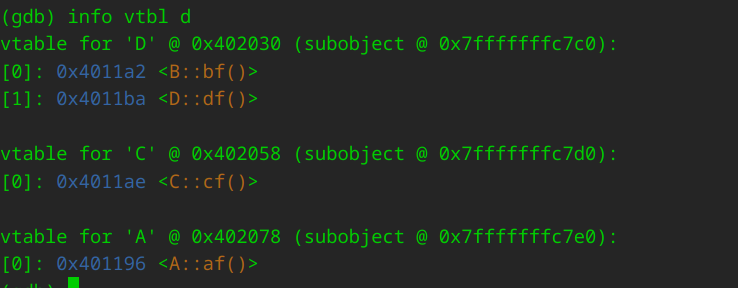 (gdb) info vtbl d
vtable for 'D' @ 0x402030 (subobject @ 0x7fffffffc7c0):
[0]: 0x4011a2 <B::bf()>
[1]: 0x4011ba <D::df()>
vtable for 'C' @ 0x402058 (subobject @ 0x7fffffffc7d0):
[0]: 0x4011ae <C::cf()>
vtable for 'A' @ 0x402078 (subobject @ 0x7fffffffc7e0):
[0]: 0x401196 <A::af()>
(gdb)